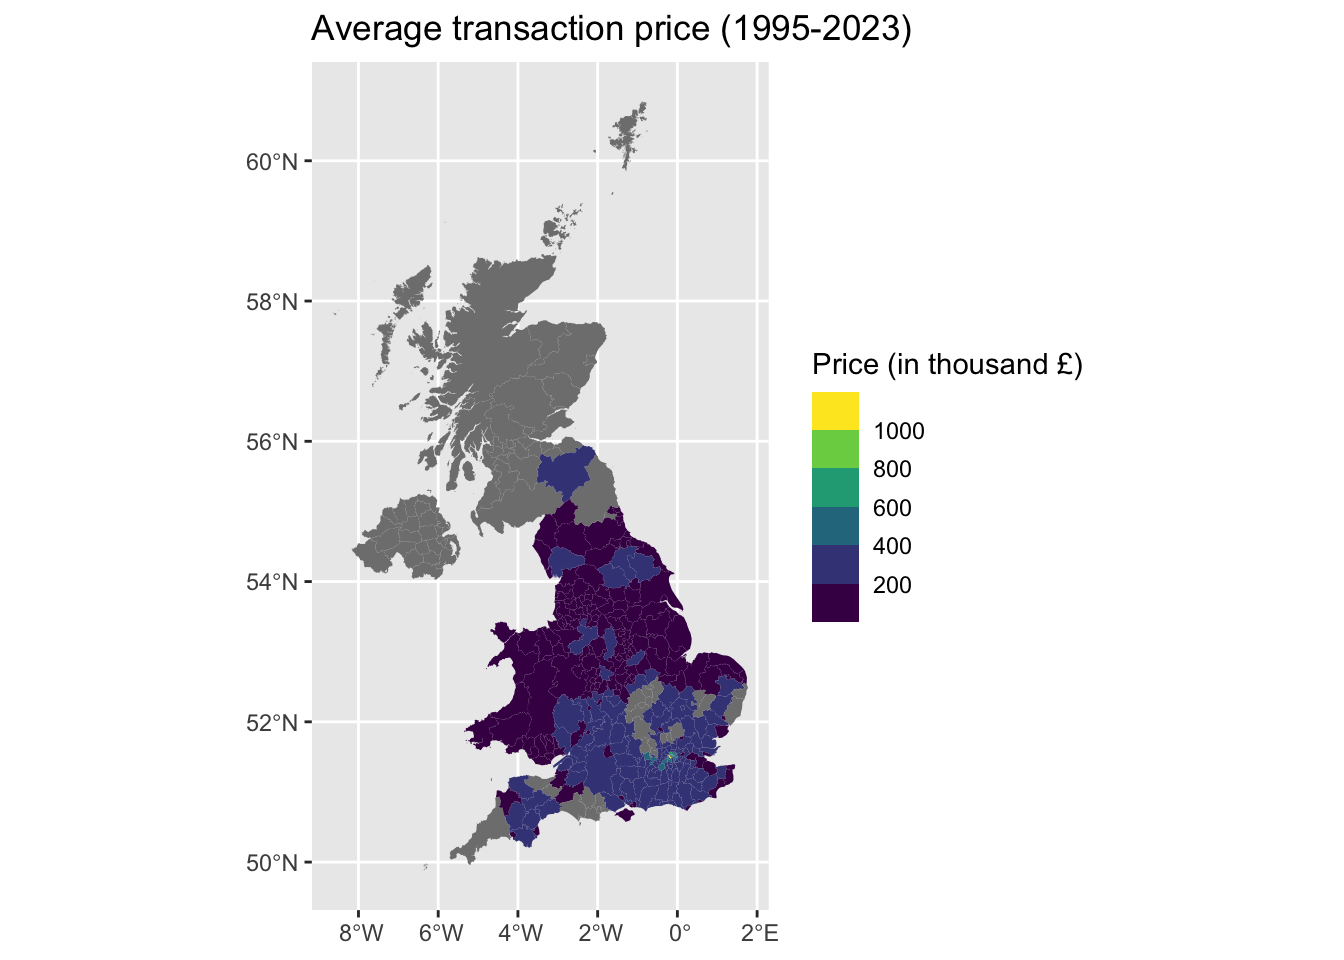 Average transaction price (1995-2023)
60°N
58°N
56°N
54°N
52°N
50°N
8°W 6°W 4°W 2°W 0° 2°E
Price (in thousand £)
1000
800
600
400
200